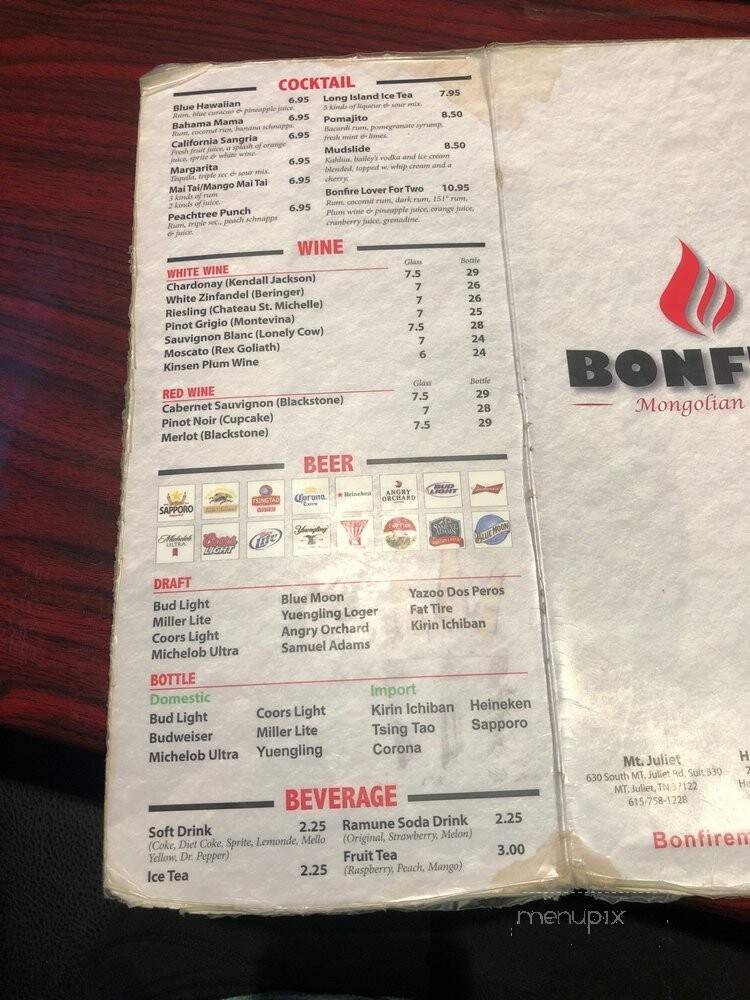 COCKTAIL
Blue Hawaiian 6.95
Rum, blue curacao & pineapple juice.
Bahama Mama 6.95
Rum, coconut run, banana schnapps.
California Sangria 6.95
Fresh fruit juice, a splash of orange
juice, sprite & white wine.
Margarita 6.95
Tequila, triple sec & sour mix.
Mai Tai/Mango Mai Tai 6.95
3 kinds of rum
2 kinds of juice.
Peachtree Punch 6.95
Rum, triple sec., peach schnapps
& juice.
Long Island Ice Tea 7.95
5 kinds of liqueur & sour mix.
Pomajito 8.50
Bacardi rum, pomegranate syrump,
fresh mint & limes.
Mudslide 8.50
Kahlua, bailey's vodka and ice cream
blended, topped w. whip cream and a
cherry.
Bonfire Lover For Two 10.95
Rum, coconut rum, dark rum, 151° rum,
Plum wine & pineapple juice, orange juice,
cranberry juice, grenadine.
WINE
WHITE WINE Glass Bottle
Chardonay (Kendall Jackson) 7.5 29
White Zinfandel (Beringer) 7 26
Riesling (Chateau St. Michelle) 7 26
Pinot Grigio (Montevina) 7 25
Sauvignon Blanc (Lonely Cow) 7.5 28
Moscato (Rex Goliath) 7 24
Kinsen Plum Wine 6 24
RED WINE Glass Bottle
Cabernet Sauvignon (Blackstone) 7.5 29
Pinot Noir (Cupcake) 7 28
Merlot (Blackstone) 7.5 29
BEER
SAPPORO TSINGTAO Corona Extra Heineken ANGRY ORCHARD BUD LIGHT Budweiser
Michelob ULTRA Coors LIGHT Lite Yuengling BLUE MOON
DRAFT
Bud Light
Miller Lite
Coors Light
Michelob Ultra
Blue Moon
Yuengling Loger
Angry Orchard
Samuel Adams
Yazoo Dos Peros
Fat Tire
Kirin Ichiban
BOTTLE
Domestic
Bud Light
Budweiser
Michelob Ultra
Coors Light
Miller Lite
Yuengling
Import
Kirin Ichiban
Tsing Tao
Corona
Heineken
Sapporo
BEVERAGE
Soft Drink 2.25
(Coke, Diet Coke, Sprite, Lemonde, Mello
Yellow, Dr. Pepper)
Ice Tea 2.25
Ramune Soda Drink 2.25
(Original, Strawberry, Melon)
Fruit Tea 3.00
(Raspberry, Peach, Mango)
BONF
Mongolian
Mt. Juliet
630 South MT. Juliet Rd, Suit 330
MT. Juliet, TN 37122
615-758-1228
Bonfirem
menupix